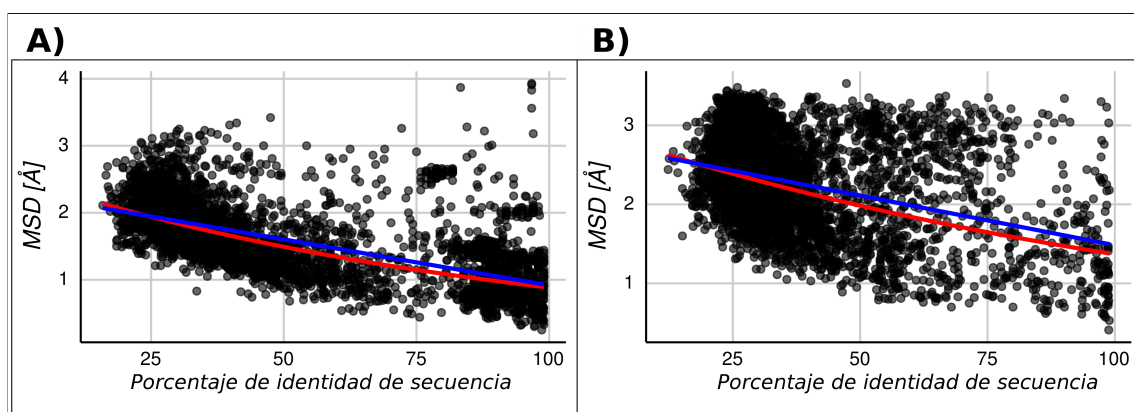 A)
4
3
2
1
MSD [Å]
25
50
75
100
Porcentaje de identidad de secuencia
B)
3
2
1
MSD [Å]
25
50
75
100
Porcentaje de identidad de secuencia